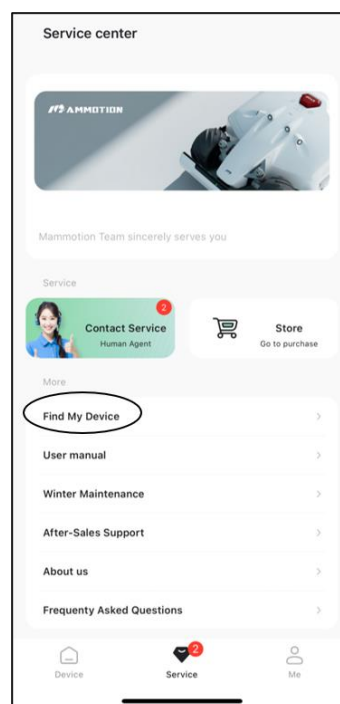 Service center
MAMMOTION
Mammotion Team sincerely serves you
Service
2
Contact Service
Human Agent
Store
Go to purchase
More
Find My Device
User manual
Winter Maintenance
After-Sales Support
About us
Frequenty Asked Questions
2
Device
Service
Me